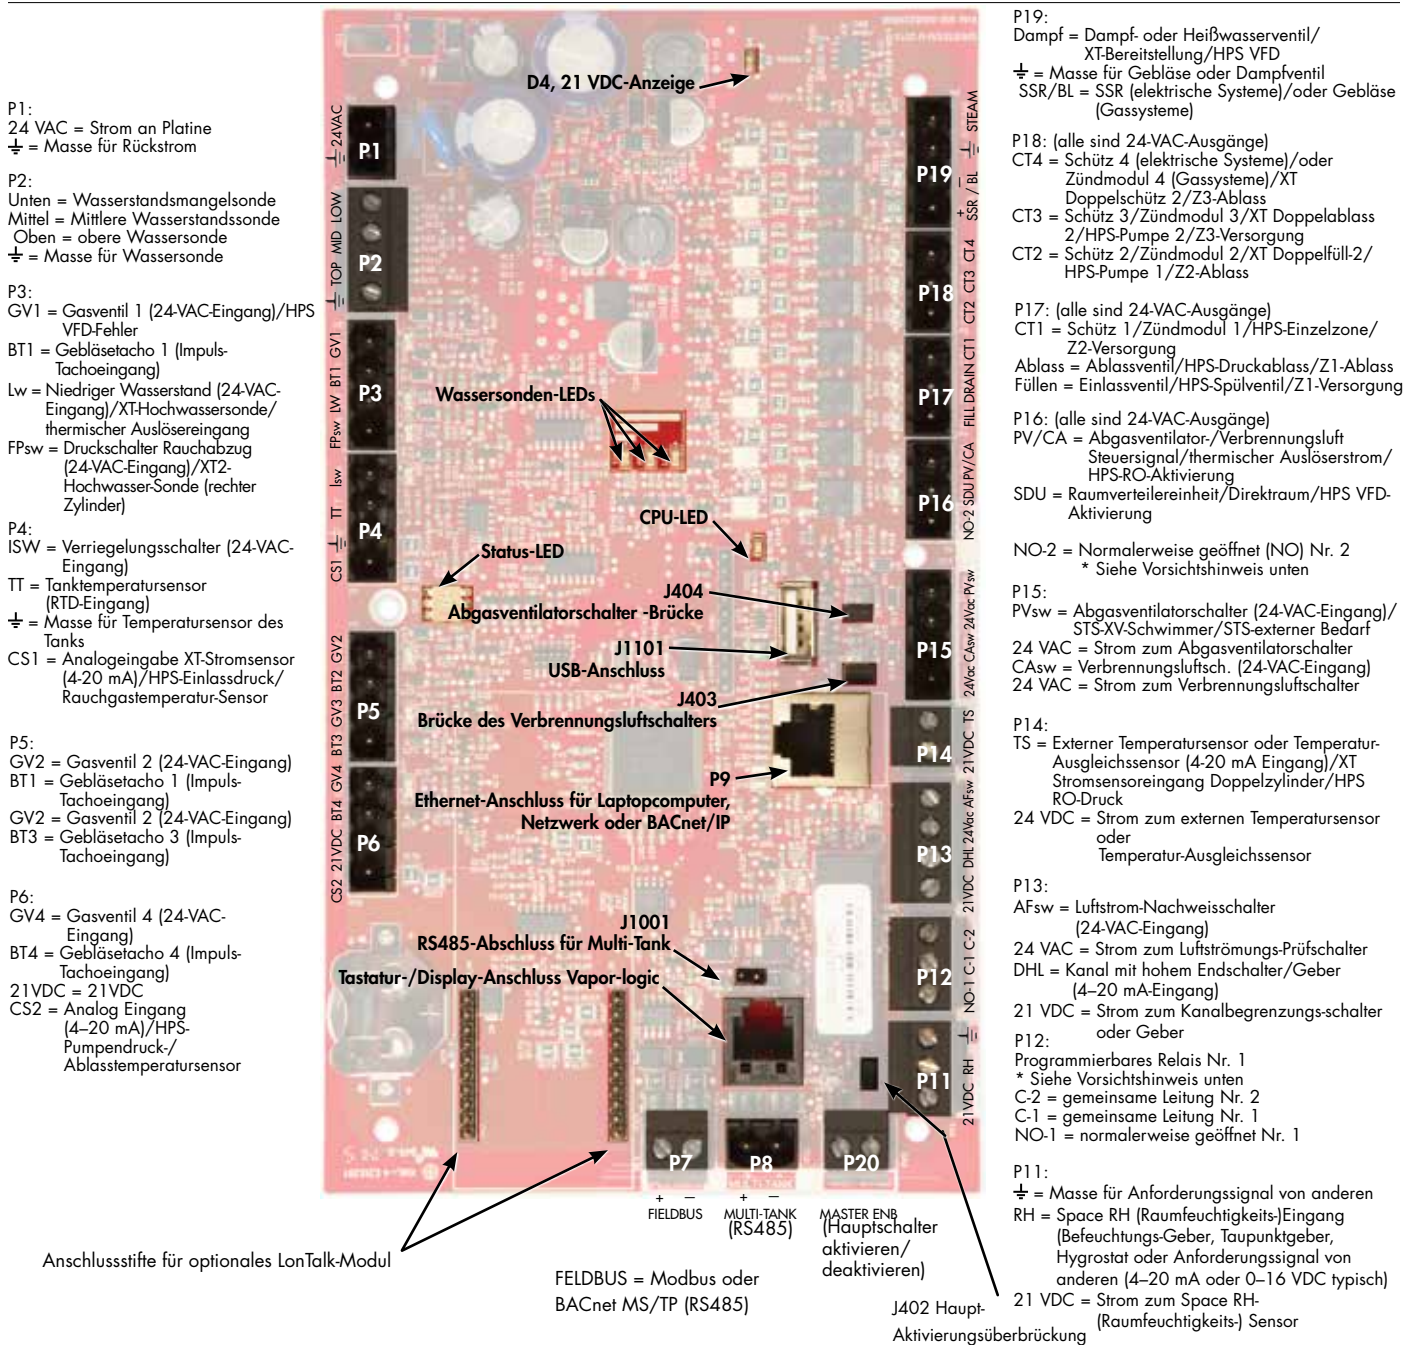 P1:
24 VAC = Strom an Platine
⏚ = Masse für Rückstrom
P2:
Unten = Wasserstandsmangelsonde
Mittel = Mittlere Wasserstandssonde
Oben = obere Wassersonde
⏚ = Masse für Wassersonde
P3:
GV1 = Gasventil 1 (24-VAC-Eingang)/HPS
VFD-Fehler
BT1 = Gebläsetacho 1 (Impuls-
Tachoeingang)
Lw = Niedriger Wasserstand (24-VAC-
Eingang)/XT-Hochwassersonde/
thermischer Auslösereingang
FPsw = Druckschalter Rauchabzug
(24-VAC-Eingang)/XT2-
Hochwasser-Sonde (rechter
Zylinder)
P4:
ISW = Verriegelungsschalter (24-VAC-
Eingang)
TT = Tanktemperatursensor
(RTD-Eingang)
⏚ = Masse für Temperatursensor des
Tanks
CS1 = Analogeingabe XT-Stromsensor
(4-20 mA)/HPS-Einlassdruck/
Rauchgastemperatur-Sensor
P5:
GV2 = Gasventil 2 (24-VAC-Eingang)
BT1 = Gebläsetacho 1 (Impuls-
Tachoeingang)
GV2 = Gasventil 2 (24-VAC-Eingang)
BT3 = Gebläsetacho 3 (Impuls-
Tachoeingang)
P6:
GV4 = Gasventil 4 (24-VAC-
Eingang)
BT4 = Gebläsetacho 4 (Impuls-
Tachoeingang)
21VDC = 21VDC
CS2 = Analog Eingang
(4–20 mA)/HPS-
Pumpendruck-/
Ablasstemperatursensor
⏚ 24VAC
P1
⏚ TOP MID LOW
P2
FPsw LW BT1 GV1
P3
CS1 ⏚ TT Isw
P4
BT3 GV3 BT2 GV2
P5
CS2 21VDC BT4 GV4
P6
D4, 21 VDC-Anzeige
Wassersonden-LEDs
CPU-LED
Status-LED
J404
Abgasventilatorschalter -Brücke
J1101
USB-Anschluss
J403
Brücke des Verbrennungsluftschalters
P9
Ethernet-Anschluss für Laptopcomputer,
Netzwerk oder BACnet/IP
J1001
RS485-Abschluss für Multi-Tank
Tastatur-/Display-Anschluss Vapor-logic
P19
+ SSR / BL – ⏚ STEAM
P18
CT2 CT3 CT4
P17
FILL DRAIN CT1
P16
NO-2 SDU PV/CA
P15
24Vac CAsw 24Vac PVsw
P14
21VDC TS
P13
21VDC DHL 24Vac AFsw
P12
NO-1 C-1 C-2
P11
21VDC RH ⏚
P7
+ –
FIELDBUS
P8
MULTI-TANK
+ –
MULTI-TANK
(RS485)
P20
MASTER ENB
(Hauptschalter
aktivieren/
deaktivieren)
Anschlussstifte für optionales LonTalk-Modul
FELDBUS = Modbus oder
BACnet MS/TP (RS485)
J402 Haupt-
Aktivierungsüberbrückung
P19:
Dampf = Dampf- oder Heißwasserventil/
XT-Bereitstellung/HPS VFD
⏚ = Masse für Gebläse oder Dampfventil
SSR/BL = SSR (elektrische Systeme)/oder Gebläse
(Gassysteme)
P18: (alle sind 24-VAC-Ausgänge)
CT4 = Schütz 4 (elektrische Systeme)/oder
Zündmodul 4 (Gassysteme)/XT
Doppelschütz 2/Z3-Ablass
CT3 = Schütz 3/Zündmodul 3/XT Doppelablass
2/HPS-Pumpe 2/Z3-Versorgung
CT2 = Schütz 2/Zündmodul 2/XT Doppelfüll-2/
HPS-Pumpe 1/Z2-Ablass
P17: (alle sind 24-VAC-Ausgänge)
CT1 = Schütz 1/Zündmodul 1/HPS-Einzelzone/
Z2-Versorgung
Ablass = Ablassventil/HPS-Druckablass/Z1-Ablass
Füllen = Einlassventil/HPS-Spülventil/Z1-Versorgung
P16: (alle sind 24-VAC-Ausgänge)
PV/CA = Abgasventilator-/Verbrennungsluft
Steuersignal/thermischer Auslöserstrom/
HPS-RO-Aktivierung
SDU = Raumverteilereinheit/Direktraum/HPS VFD-
Aktivierung
NO-2 = Normalerweise geöffnet (NO) Nr. 2
* Siehe Vorsichtshinweis unten
P15:
PVsw = Abgasventilatorschalter (24-VAC-Eingang)/
STS-XV-Schwimmer/STS-externer Bedarf
24 VAC = Strom zum Abgasventilatorschalter
CAsw = Verbrennungsluftsch. (24-VAC-Eingang)
24 VAC = Strom zum Verbrennungsluftschalter
P14:
TS = Externer Temperatursensor oder Temperatur-
Ausgleichssensor (4-20 mA Eingang)/XT
Stromsensoreingang Doppelzylinder/HPS
RO-Druck
24 VDC = Strom zum externen Temperatursensor
oder
Temperatur-Ausgleichssensor
P13:
AFsw = Luftstrom-Nachweisschalter
(24-VAC-Eingang)
24 VAC = Strom zum Luftströmungs-Prüfschalter
DHL = Kanal mit hohem Endschalter/Geber
(4–20 mA-Eingang)
21 VDC = Strom zum Kanalbegrenzungs-schalter
oder Geber
P12:
Programmierbares Relais Nr. 1
* Siehe Vorsichtshinweis unten
C-2 = gemeinsame Leitung Nr. 2
C-1 = gemeinsame Leitung Nr. 1
NO-1 = normalerweise geöffnet Nr. 1
P11:
⏚ = Masse für Anforderungssignal von anderen
RH = Space RH (Raumfeuchtigkeits-)Eingang
(Befeuchtungs-Geber, Taupunktgeber,
Hygrostat oder Anforderungssignal von
anderen (4–20 mA oder 0–16 VDC typisch)
21 VDC = Strom zum Space RH-
(Raumfeuchtigkeits-) Sensor